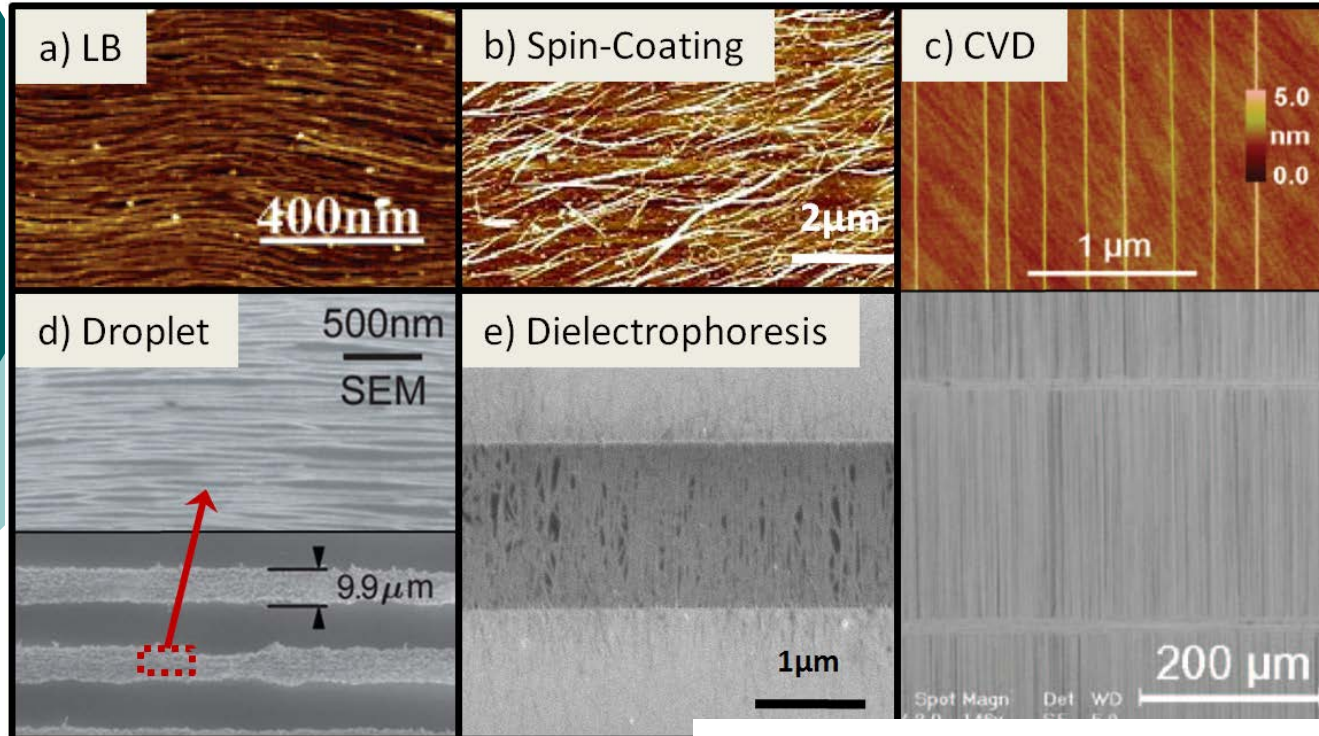 a) LB
400nm
b) Spin-Coating
2µm
c) CVD
5.0
nm
0.0
1 µm
d) Droplet
500nm
SEM
9.9µm
e) Dielectrophoresis
1µm
200 µm
Spot Magn Det WD